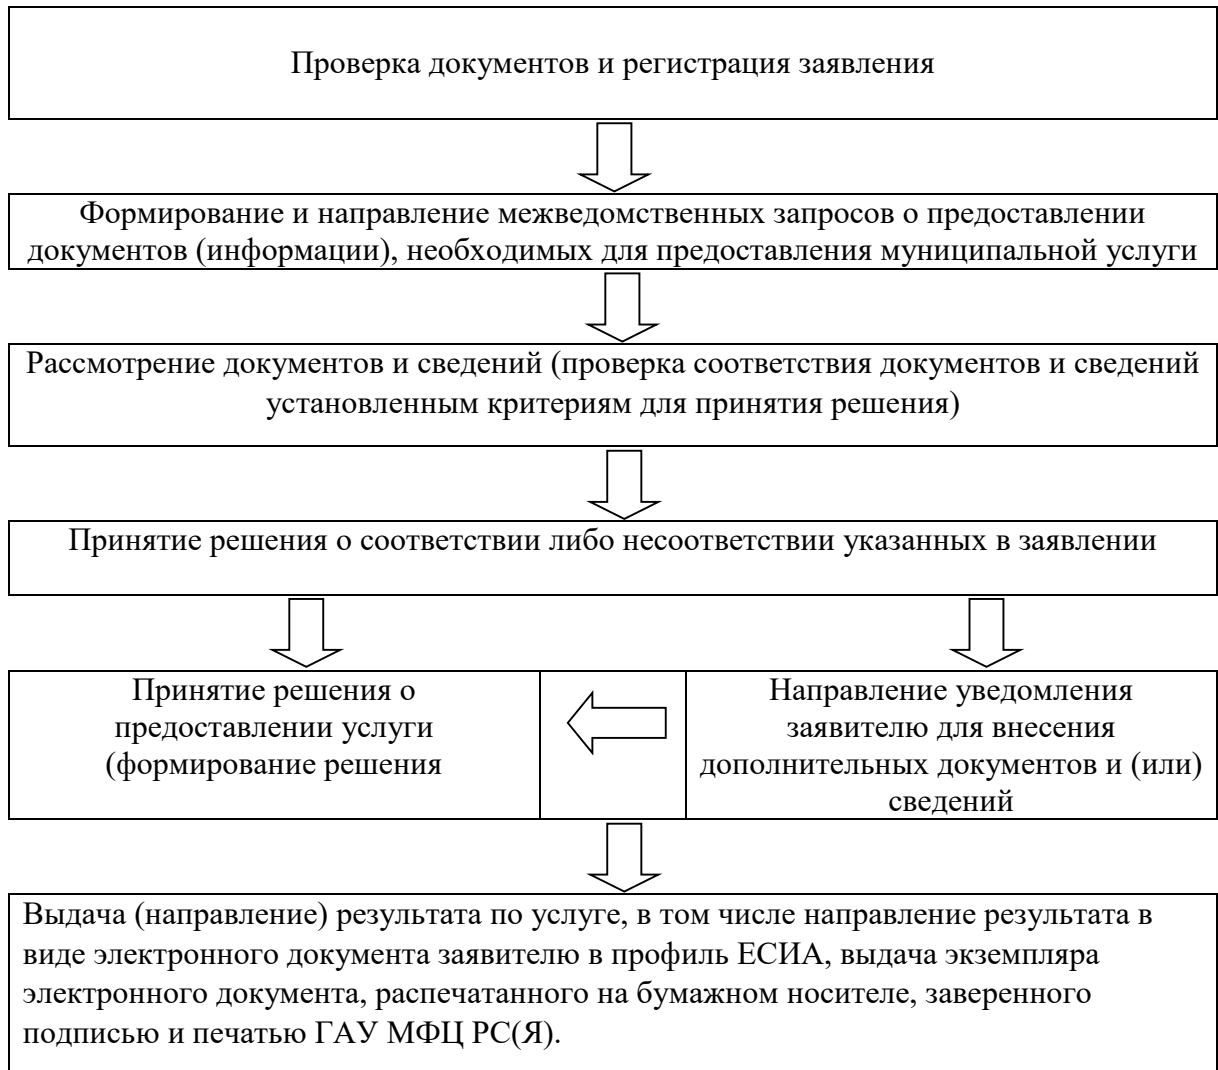 Проверка документов и регистрация заявления
Формирование и направление межведомственных запросов о предоставлении
документов (информации), необходимых для предоставления муниципальной услуги
Рассмотрение документов и сведений (проверка соответствия документов и сведений
установленным критериям для принятия решения)
Принятие решения о соответствии либо несоответствии указанных в заявлении
Принятие решения о
предоставлении услуги
(формирование решения
Направление уведомления
заявителю для внесения
дополнительных документов и (или)
сведений
Выдача (направление) результата по услуге, в том числе направление результата в
виде электронного документа заявителю в профиль ЕСИА, выдача экземпляра
электронного документа, распечатанного на бумажном носителе, заверенного
подписью и печатью ГАУ МФЦ РС(Я).